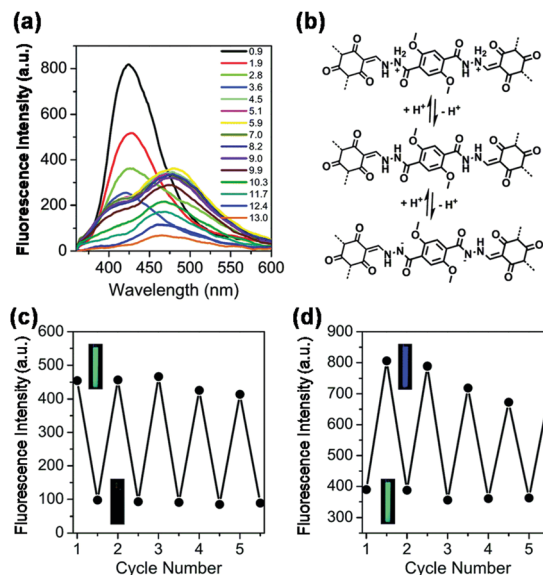 (a)
Fluorescence Intensity (a.u.)
800
600
400
200
0
400
450
500
550
600
Wavelength (nm)
0.9
1.9
2.8
3.6
4.5
5.1
5.9
7.0
8.2
9.0
9.9
10.3
11.7
12.4
13.0
(b)
O
O
O
N
H
H2
N
+
O
O
O
O
H2
N
+
N
H
O
O
O
+ H+
- H+
O
O
O
N
H
H
N
O
O
O
O
H
N
N
H
O
O
O
+ H+
- H+
O
O
O
N
H
N
-
O
O
O
O
N
-
N
H
O
O
O
(c)
Fluorescence Intensity (a.u.)
600
500
400
300
200
100
0
1
2
3
4
5
Cycle Number
(d)
Fluorescence Intensity (a.u.)
900
800
700
600
500
400
300
1
2
3
4
5
Cycle Number